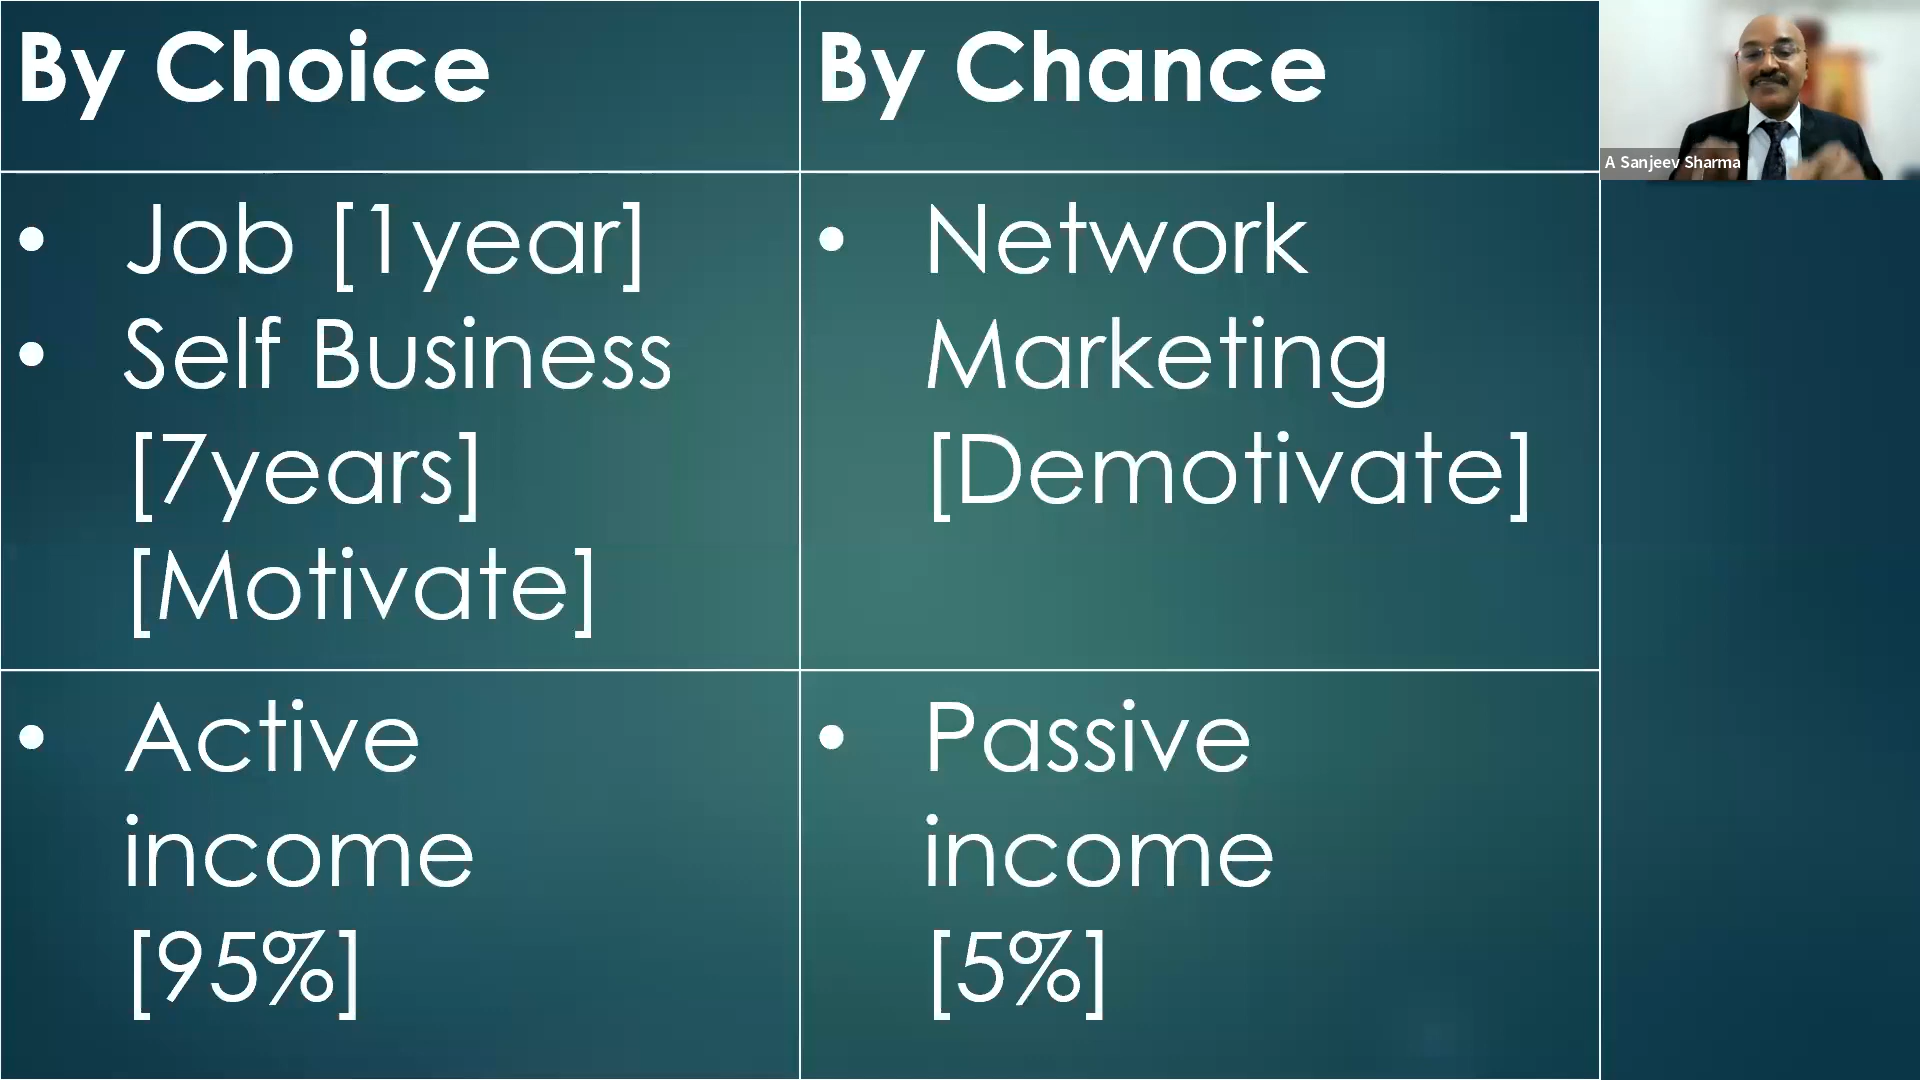 By Choice
By Chance
• Job [1year]
• Self Business
[7years]
[Motivate]
• Network
Marketing
[Demotivate]
• Active
income
[95%]
• Passive
income
[5%]
A Sanjeev Sharma